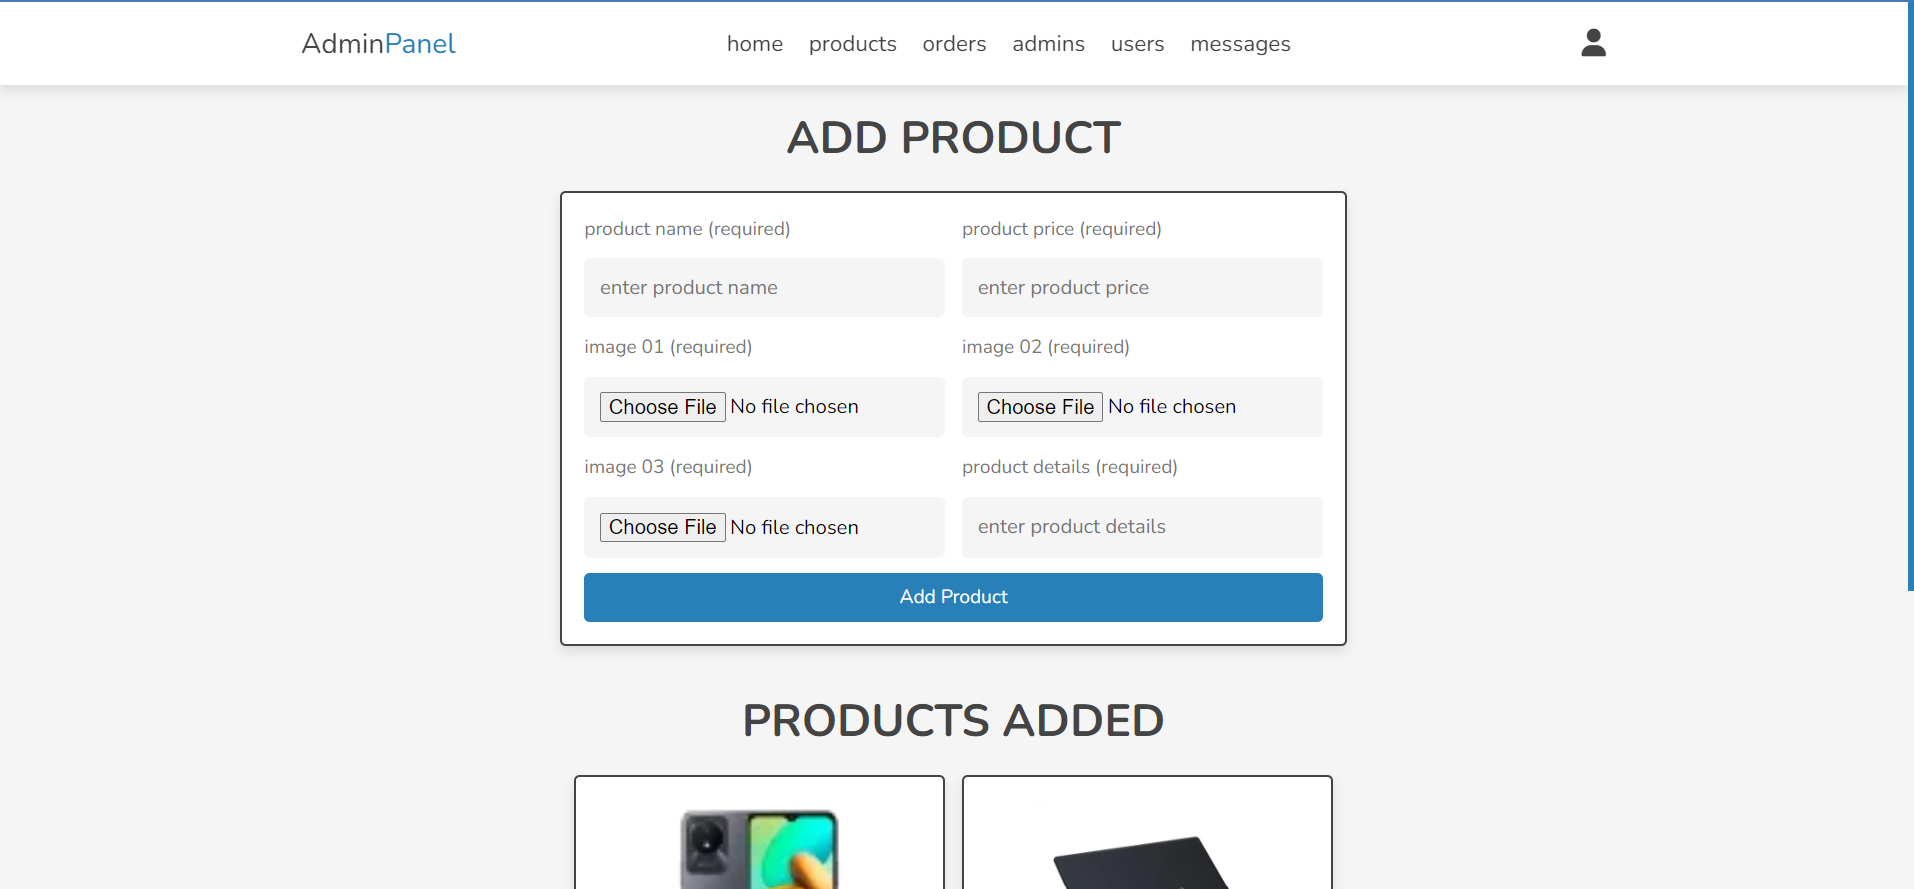 AdminPanel home products orders admins users messages
ADD PRODUCT
product name (required) product price (required)
enter product name enter product price
image 01 (required) image 02 (required)
Choose File No file chosen Choose File No file chosen
image 03 (required) product details (required)
Choose File No file chosen enter product details
Add Product
PRODUCTS ADDED